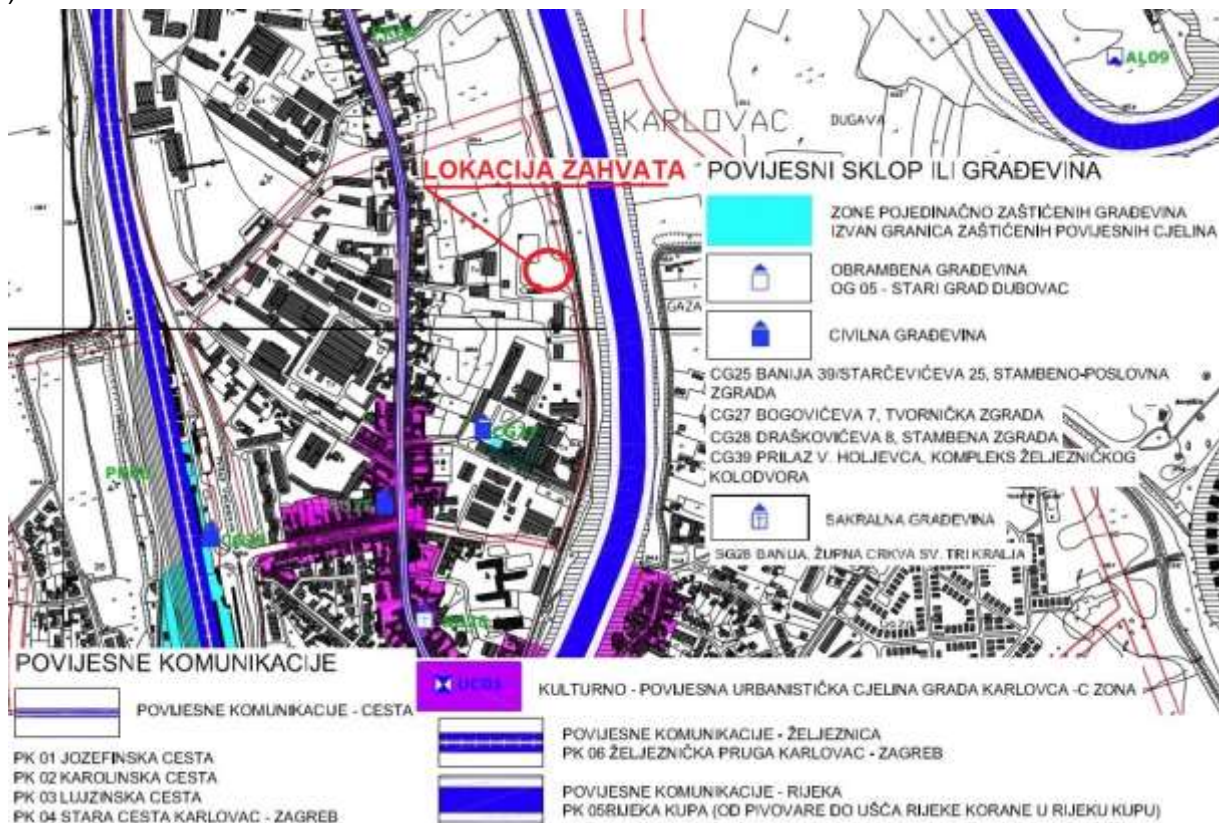 )
AL09
KARLOVAC
DUGAVA
LOKACIJA ZAHVATA
POVIJESNI SKLOP ILI GRAĐEVINA
ZONE POJEDINAČNO ZAŠTIĆENIH GRAĐEVINA
IZVAN GRANICA ZAŠTIĆENIH POVIJESNIH CJELINA
OBRAMBENA GRAĐEVINA
OG 05 - STARI GRAD DUBOVAC
GAZA
CIVILNA GRAĐEVINA
CG25 BANIJA 39/STARČEVIĆEVA 25, STAMBENO-POSLOVNA
ZGRADA
CG27 BOGOVIĆEVA 7, TVORNIČKA ZGRADA
CG28 DRAŠKOVIĆEVA 8, STAMBENA ZGRADA
CG39 PRILAZ V. HOLJEVCA, KOMPLEKS ŽELJEZNIČKOG
KOLODVORA
SAKRALNA GRAĐEVINA
SG28 BANIJA, ŽUPNA CRKVA SV. TRI KRALJA
POVIJESNE KOMUNIKACIJE
POVIJESNE KOMUNIKACIJE - CESTA
PK 01 JOZEFINSKA CESTA
PK 02 KAROLINSKA CESTA
PK 03 LUJZINSKA CESTA
PK 04 STARA CESTA KARLOVAC - ZAGREB
UC01
KULTURNO - POVIJESNA URBANISTIČKA CJELINA GRADA KARLOVCA -C ZONA
POVIJESNE KOMUNIKACIJE - ŽELJEZNICA
PK 06 ŽELJEZNIČKA PRUGA KARLOVAC - ZAGREB
POVIJESNE KOMUNIKACIJE - RIJEKA
PK 05RIJEKA KUPA (OD PIVOVARE DO UŠĆA RIJEKE KORANE U RIJEKU KUPU)